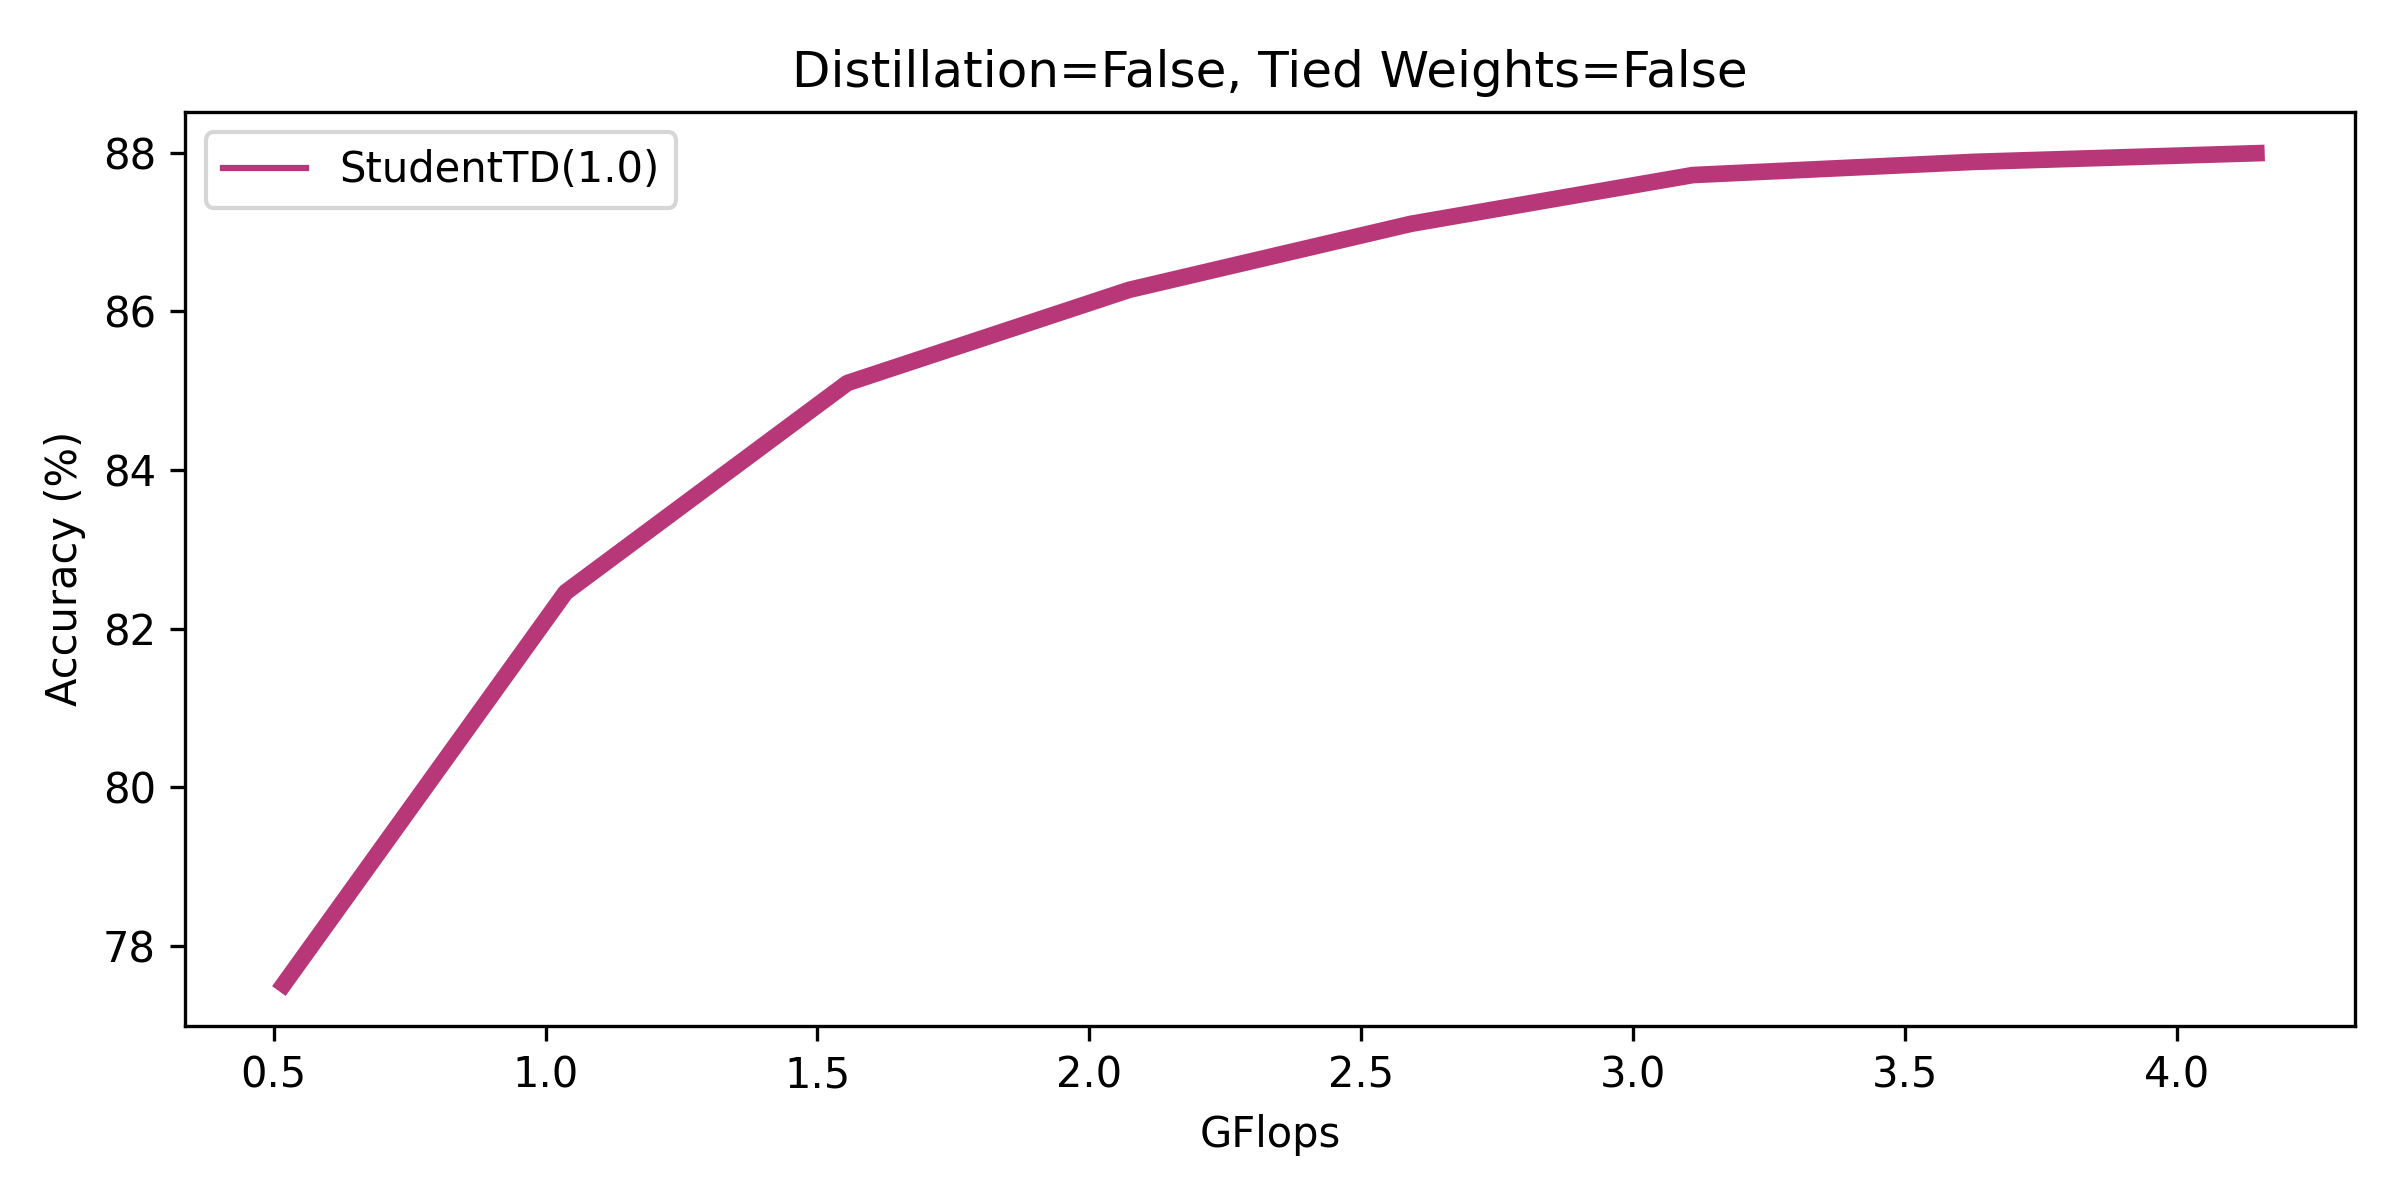 Distillation=False, Tied Weights=False
StudentTD(1.0)
Accuracy (%)
88
86
84
82
80
78
0.5 1.0 1.5 2.0 2.5 3.0 3.5 4.0
GFlops